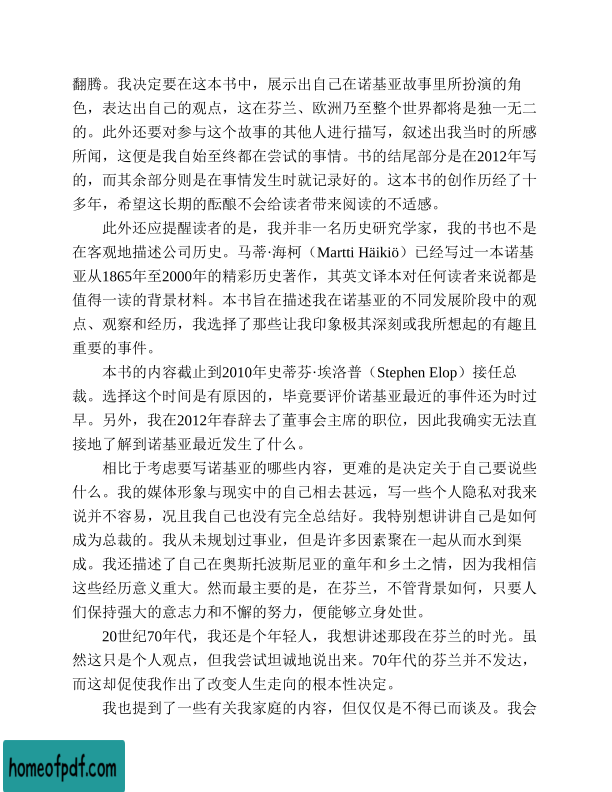 翻腾。我决定要在这本书中，展示出自己在诺基亚故事里所扮演的角
色，表达出自己的观点，这在芬兰、欧洲乃至整个世界都将是独一无二
的。此外还要对参与这个故事的其他人进行描写，叙述出我当时的所感
所闻，这便是我自始至终都在尝试的事情。书的结尾部分是在2012年写
的，而其余部分则是在事情发生时就记录好的。这本书的创作历经了十
多年，希望这长期的酝酿不会给读者带来阅读的不适感。
此外还应提醒读者的是，我并非一名历史研究学家，我的书也不是
在客观地描述公司历史。马蒂·海柯（Martti Häikiö）已经写过一本诺基
亚从1865年至2000年的精彩历史著作，其英文译本对任何读者来说都是
值得一读的背景材料。本书旨在描述我在诺基亚的不同发展阶段中的观
点、观察和经历，我选择了那些让我印象极其深刻或我所想起的有趣且
重要的事件。
本书的内容截止到2010年史蒂芬·埃洛普（Stephen Elop）接任总
裁。选择这个时间是有原因的，毕竟要评价诺基亚最近的事件还为时过
早。另外，我在2012年春辞去了董事会主席的职位，因此我确实无法直
接地了解到诺基亚最近发生了什么。
相比于考虑要写诺基亚的哪些内容，更难的是决定关于自己要说些
什么。我的媒体形象与现实中的自己相去甚远，写一些个人隐私对我来
说并不容易，况且我自己也没有完全总结好。我特别想讲讲自己是如何
成为总裁的。我从未规划过事业，但是许多因素聚在一起从而水到渠
成。我还描述了自己在奥斯托波斯尼亚的童年和乡土之情，因为我相信
这些经历意义重大。然而最主要的是，在芬兰，不管背景如何，只要人
们保持强大的意志力和不懈的努力，便能够立身处世。
20世纪70年代，我还是个年轻人，我想讲述那段在芬兰的时光。虽
然这只是个人观点，但我尝试坦诚地说出来。70年代的芬兰并不发达，
而这却促使我作出了改变人生走向的根本性决定。
我也提到了一些有关我家庭的内容，但仅仅是不得已而谈及。我会
homeofpdf.com